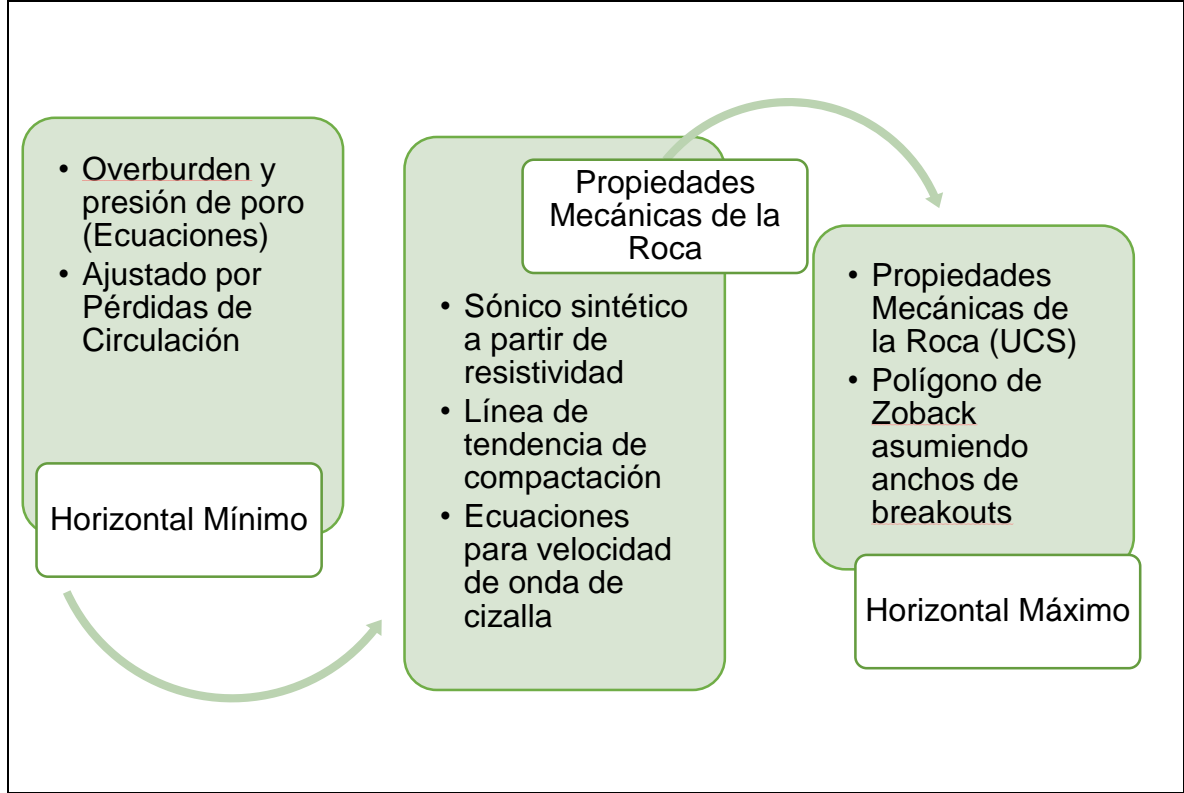 • Overburden y
presión de poro
(Ecuaciones)
• Ajustado por
Pérdidas de
Circulación
Horizontal Mínimo
Propiedades
Mecánicas de la
Roca
• Sónico sintético
a partir de
resistividad
• Línea de
tendencia de
compactación
• Ecuaciones
para velocidad
de onda de
cizalla
• Propiedades
Mecánicas de
la Roca (UCS)
• Polígono de
Zoback
asumiendo
anchos de
breakouts
Horizontal Máximo